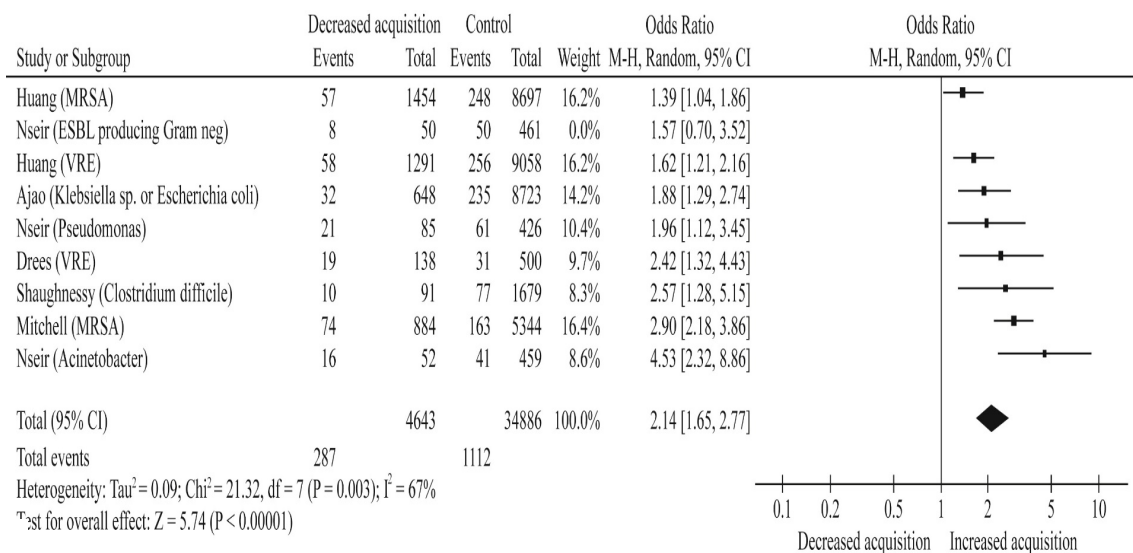 Decreased acquisition Control Odds Ratio Odds Ratio
Study or Subgroup Events Total Events Total Weight M-H, Random, 95% CI M-H, Random, 95% CI
Huang (MRSA) 57 1454 248 8697 16.2% 1.39 [1.04, 1.86]
Nseir (ESBL producing Gram neg) 8 50 50 461 0.0% 1.57 [0.70, 3.52]
Huang (VRE) 58 1291 256 9058 16.2% 1.62 [1.21, 2.16]
Ajao (Klebsiella sp. or Escherichia coli) 32 648 235 8723 14.2% 1.88 [1.29, 2.74]
Nseir (Pseudomonas) 21 85 61 426 10.4% 1.96 [1.12, 3.45]
Drees (VRE) 19 138 31 500 9.7% 2.42 [1.32, 4.43]
Shaughnessy (Clostridium difficile) 10 91 77 1679 8.3% 2.57 [1.28, 5.15]
Mitchell (MRSA) 74 884 163 5344 16.4% 2.90 [2.18, 3.86]
Nseir (Acinetobacter) 16 52 41 459 8.6% 4.53 [2.32, 8.86]
Total (95% CI) 4643 34886 100.0% 2.14 [1.65, 2.77]
Total events 287 1112
Heterogeneity: Tau² = 0.09; Chi² = 21.32, df = 7 (P = 0.003); I² = 67%
for overall effect: Z = 5.74 (P < 0.00001)
0.1 0.2 0.5 1 2 5 10
Decreased acquisition Increased acquisition